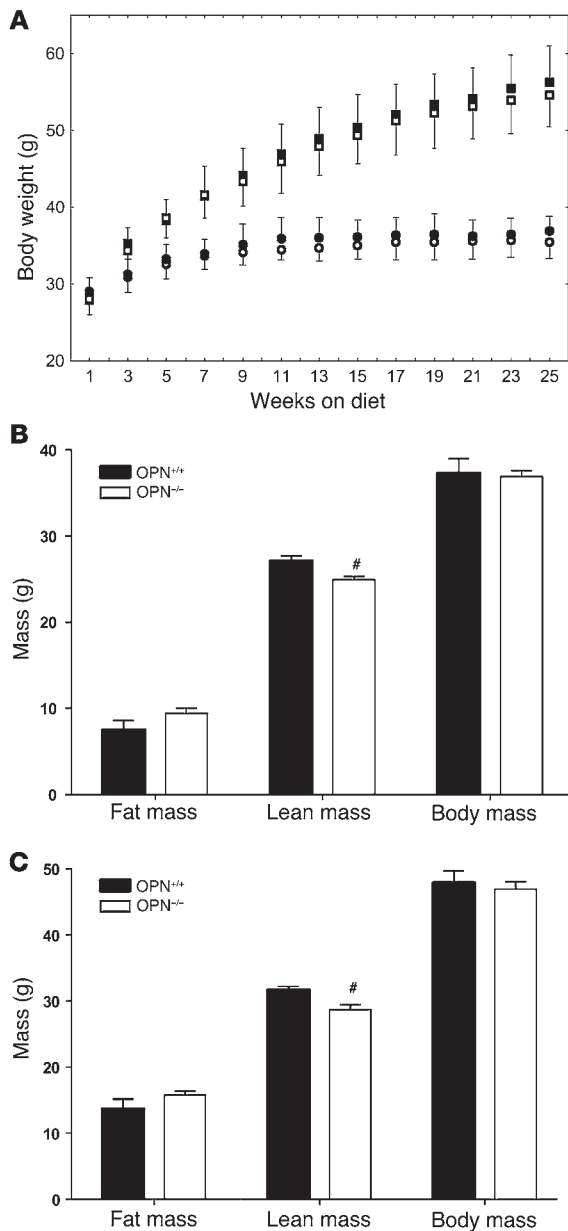 A
60
50
40
30
20
Body weight (g)
1 3 5 7 9 11 13 15 17 19 21 23 25
Weeks on diet
B
40
30
20
10
0
Mass (g)
OPN+/+
OPN−/−
#
Fat mass Lean mass Body mass
C
50
40
30
20
10
0
Mass (g)
OPN+/+
OPN−/−
#
Fat mass Lean mass Body mass